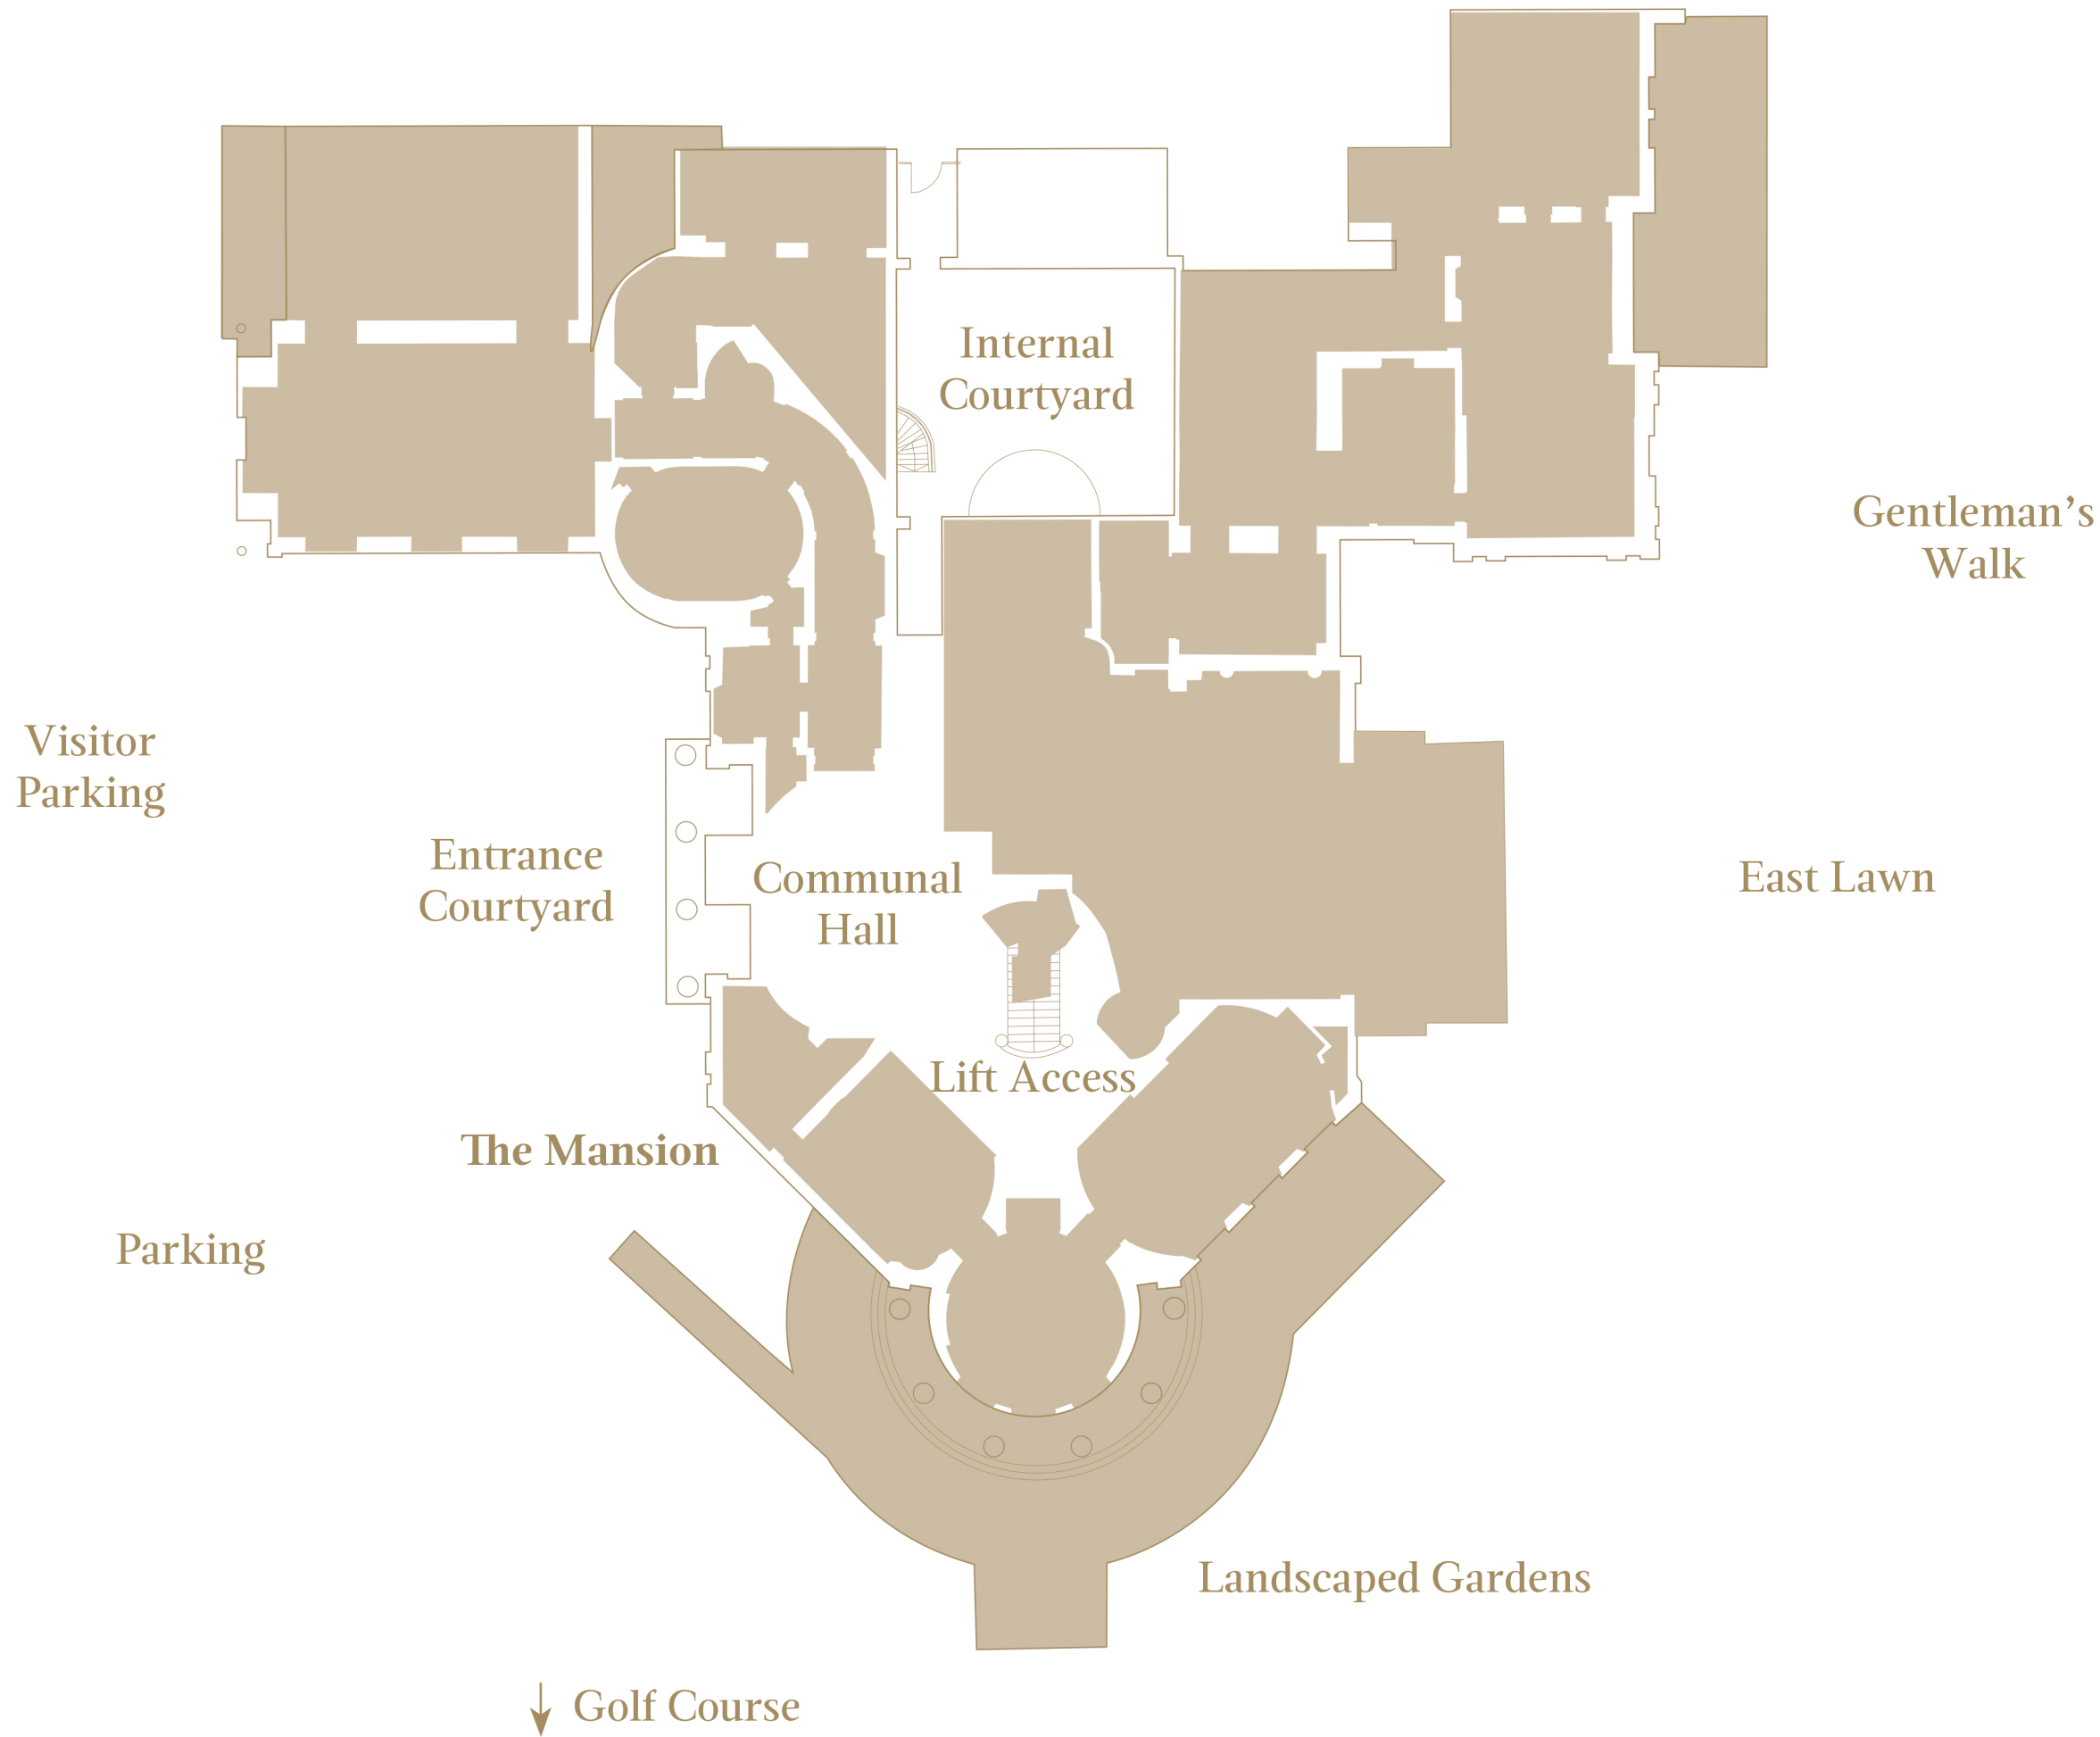 Internal
Courtyard
Gentleman's
Walk
Visitor
Parking
Entrance
Courtyard
Communal
Hall
East Lawn
Lift Access
The Mansion
Parking
Landscaped Gardens
Golf Course